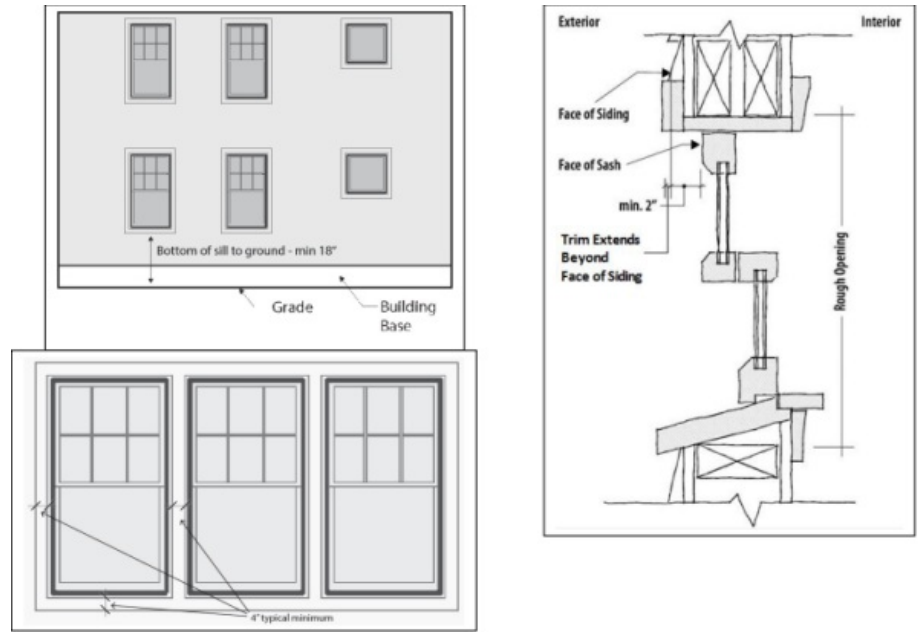 Bottom of sill to ground - min 18"
Grade
Building
Base
4" typical minimum
Exterior
Interior
Face of Siding
Face of Sash
min. 2"
Trim Extends
Beyond
Face of Siding
Rough Opening